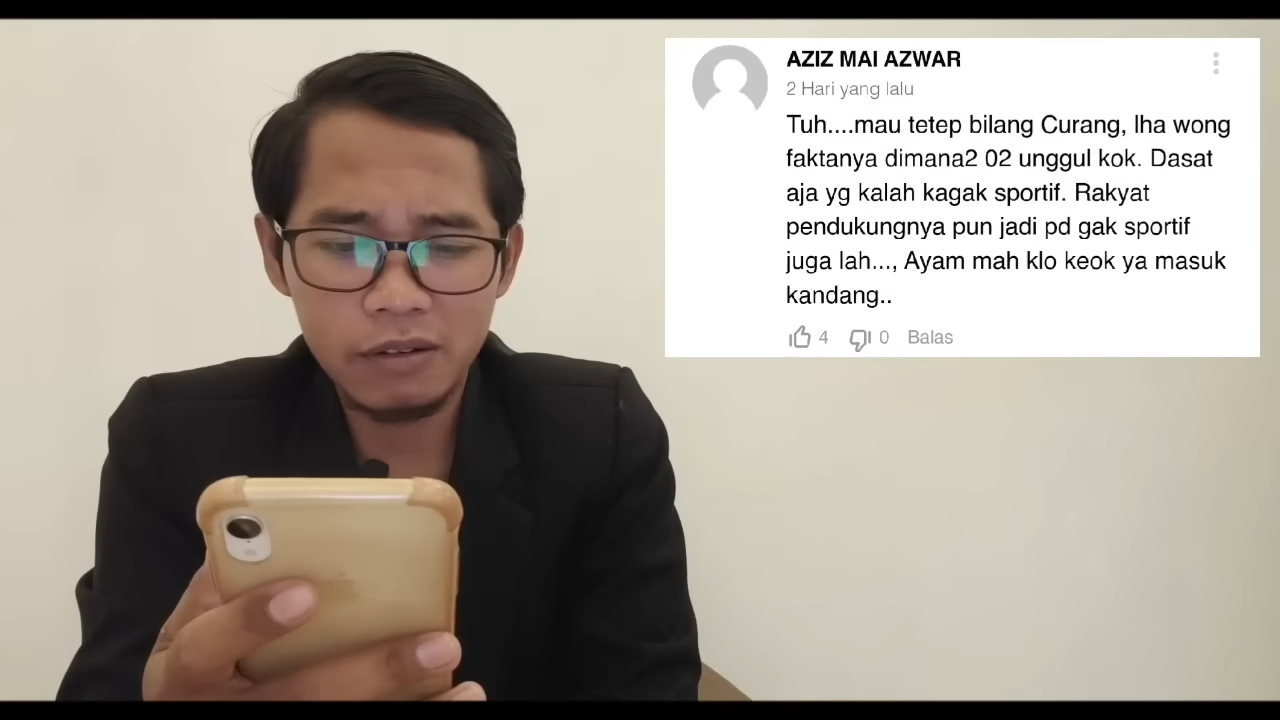 AZIZ MAI AZWAR
2 Hari yang lalu
Tuh....mau tetep bilang Curang, lha wong
faktanya dimana2 02 unggul kok. Dasat
aja yg kalah kagak sportif. Rakyat
pendukungnya pun jadi pd gak sportif
juga lah..., Ayam mah klo keok ya masuk
kandang..
4 0 Balas